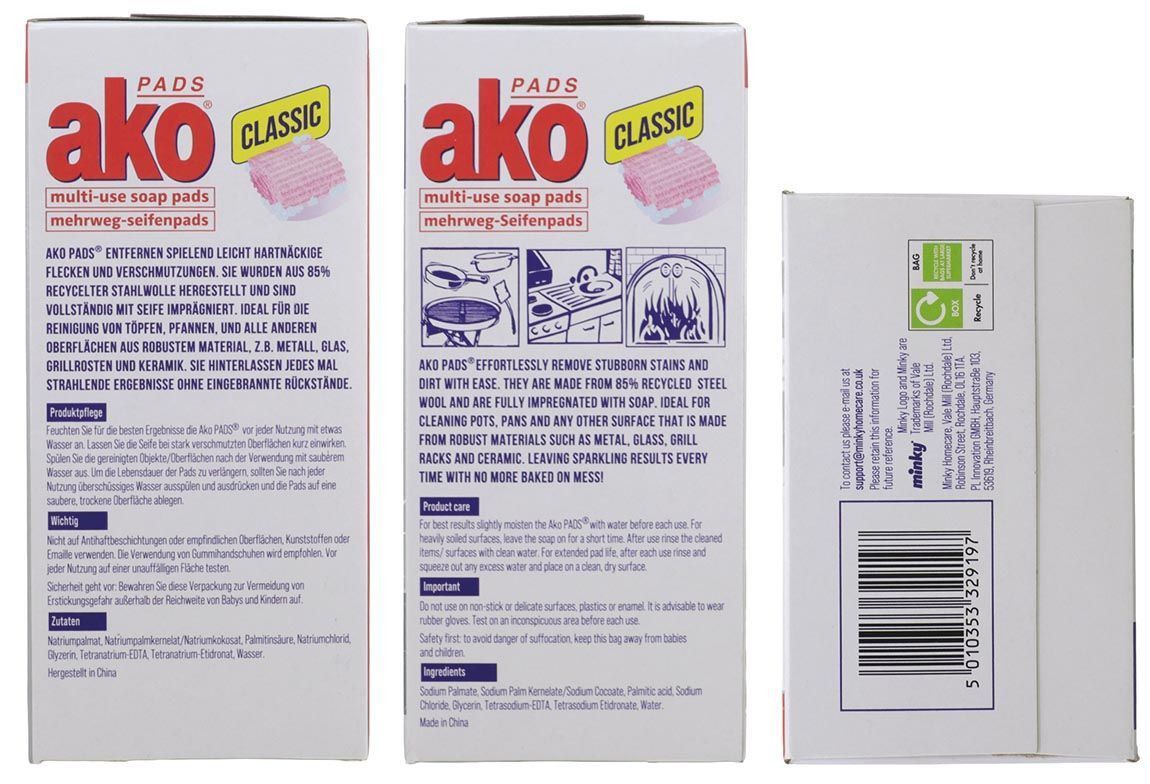 PADS
ako®
CLASSIC
multi-use soap pads
mehrweg-seifenpads
AKO PADS® ENTFERNEN SPIELEND LEICHT HARTNÄCKIGE
FLECKEN UND VERSCHMUTZUNGEN. SIE WURDEN AUS 85%
RECYCELTER STAHLWOLLE HERGESTELLT UND SIND
VOLLSTÄNDIG MIT SEIFE IMPRÄGNIERT. IDEAL FÜR DIE
REINIGUNG VON TÖPFEN, PFANNEN, UND ALLE ANDEREN
OBERFLÄCHEN AUS ROBUSTEM MATERIAL, Z.B. METALL, GLAS,
GRILLROSTEN UND KERAMIK. SIE HINTERLASSEN JEDES MAL
STRAHLENDE ERGEBNISSE OHNE EINGEBRANNTE RÜCKSTÄNDE.
Produktpflege
Feuchten Sie für die besten Ergebnisse die Ako PADS® vor jeder Nutzung mit etwas
Wasser an. Lassen Sie die Seife bei stark verschmutzten Oberflächen kurz einwirken.
Spülen Sie die gereinigten Objekte/Oberflächen nach der Verwendung mit sauberem
Wasser aus. Um die Lebensdauer der Pads zu verlängern, sollten Sie nach jeder
Nutzung überschüssiges Wasser ausspülen und ausdrücken und die Pads auf eine
saubere, trockene Oberfläche ablegen.
Wichtig
Nicht auf Antihaftbeschichtungen oder empfindlichen Oberflächen, Kunststoffen oder
Emaille verwenden. Die Verwendung von Gummihandschuhen wird empfohlen. Vor
jeder Nutzung auf einer unauffälligen Fläche testen.
Sicherheit geht vor: Bewahren Sie diese Verpackung zur Vermeidung von
Erstickungsgefahr außerhalb der Reichweite von Babys und Kindern auf.
Zutaten
Natriumpalmat, Natriumpalmkernelat/Natriumkokosat, Palmitinsäure, Natriumchlorid,
Glyzerin, Tetranatrium-EDTA, Tetranatrium-Etidronat, Wasser.
Hergestellt in China
PADS
ako®
CLASSIC
multi-use soap pads
mehrweg-Seifenpads
AKO PADS® EFFORTLESSLY REMOVE STUBBORN STAINS AND
DIRT WITH EASE. THEY ARE MADE FROM 85% RECYCLED STEEL
WOOL AND ARE FULLY IMPREGNATED WITH SOAP. IDEAL FOR
CLEANING POTS, PANS AND ANY OTHER SURFACE THAT IS MADE
FROM ROBUST MATERIALS SUCH AS METAL, GLASS, GRILL
RACKS AND CERAMIC. LEAVING SPARKLING RESULTS EVERY
TIME WITH NO MORE BAKED ON MESS!
Product care
For best results slightly moisten the Ako PADS® with water before each use. For
heavily soiled surfaces, leave the soap on for a short time. After use rinse the cleaned
items/ surfaces with clean water. For extended pad life, after each use rinse and
squeeze out any excess water and place on a clean, dry surface.
Important
Do not use on non-stick or delicate surfaces, plastics or enamel. It is advisable to wear
rubber gloves. Test on an inconspicuous area before each use.
Safety first: to avoid danger of suffocation, keep this bag away from babies
and children.
Ingredients
Sodium Palmate, Sodium Palm Kernelate/Sodium Cocoate, Palmitic acid, Sodium
Chloride, Glycerin, Tetrasodium-EDTA, Tetrasodium Etidronate, Water.
Made in China
To contact us please e-mail us at
support@minkyhomecare.co.uk
Please retain this information for
future reference.
minky
Minky Logo and Minky are
Trademarks of Vale
Mill (Rochdale) Ltd.
Minky Homecare, Vale Mill (Rochdale) Ltd,
Robinson Street, Rochdale, OL16 1TA.
PL Innovation GMBH, Hauptstraße 103,
53619, Rheinbreitbach, Germany
BOX
Recycle
BAG
RECYCLE WITH
BAGS AT LARGE
SUPERMARKET
Don't recycle
at home
5 010353 329197